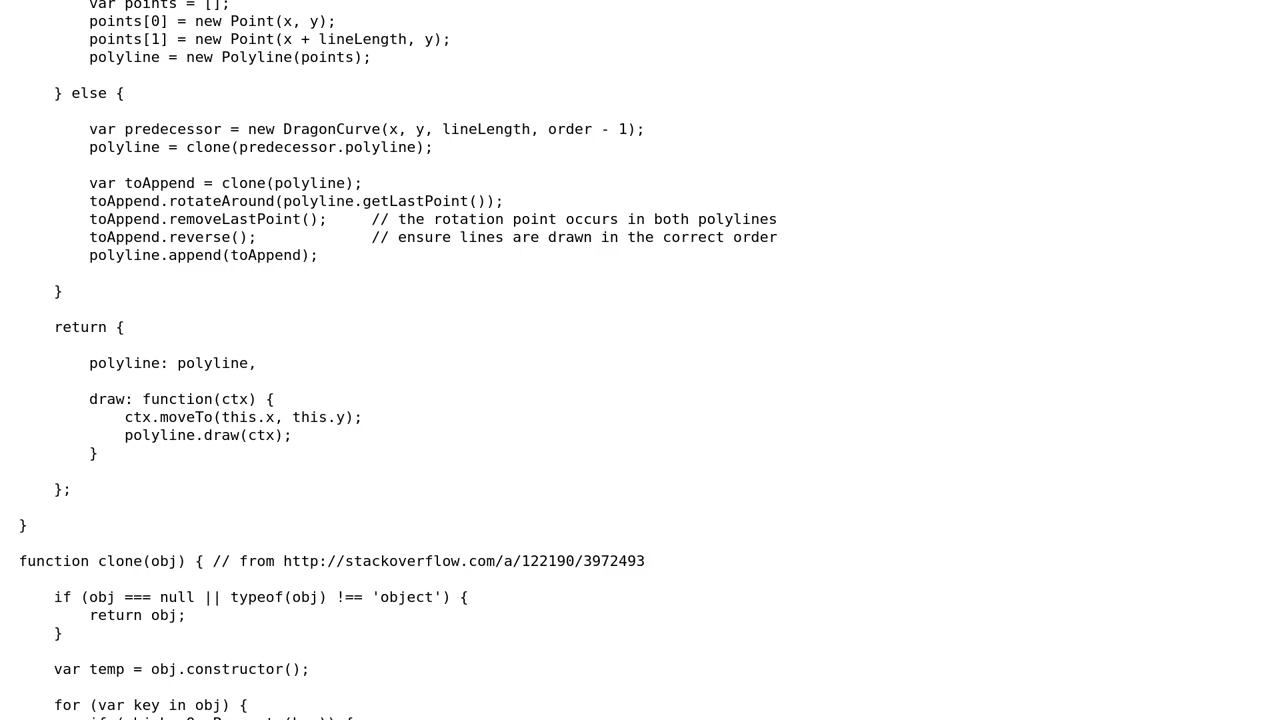 var points = [];
points[0] = new Point(x, y);
points[1] = new Point(x + lineLength, y);
polyline = new Polyline(points);
} else {
var predecessor = new DragonCurve(x, y, lineLength, order - 1);
polyline = clone(predecessor.polyline);
var toAppend = clone(polyline);
toAppend.rotateAround(polyline.getLastPoint());
toAppend.removeLastPoint();     // the rotation point occurs in both polylines
toAppend.reverse();             // ensure lines are drawn in the correct order
polyline.append(toAppend);
}
return {
polyline: polyline,
draw: function(ctx) {
ctx.moveTo(this.x, this.y);
polyline.draw(ctx);
}
};
}
function clone(obj) { // from http://stackoverflow.com/a/122190/3972493
if (obj === null || typeof(obj) !== 'object') {
return obj;
}
var temp = obj.constructor();
for (var key in obj) {